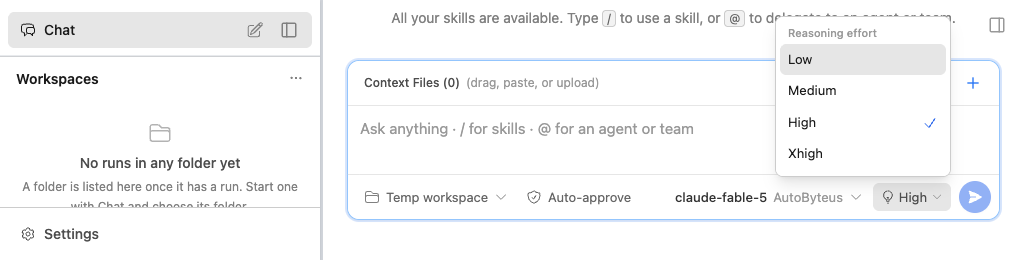 Chat
Workspaces
No runs in any folder yet
A folder is listed here once it has a run. Start one
with Chat and choose its folder.
Settings
All your skills are available. Type / to use a skill, or @ to delegate to an agent or team.
Context Files (0) (drag, paste, or upload)
Ask anything · / for skills · @ for an agent or team
Temp workspace
Auto-approve
claude-fable-5 AutoByteus
High
Reasoning effort
Low
Medium
High
Xhigh